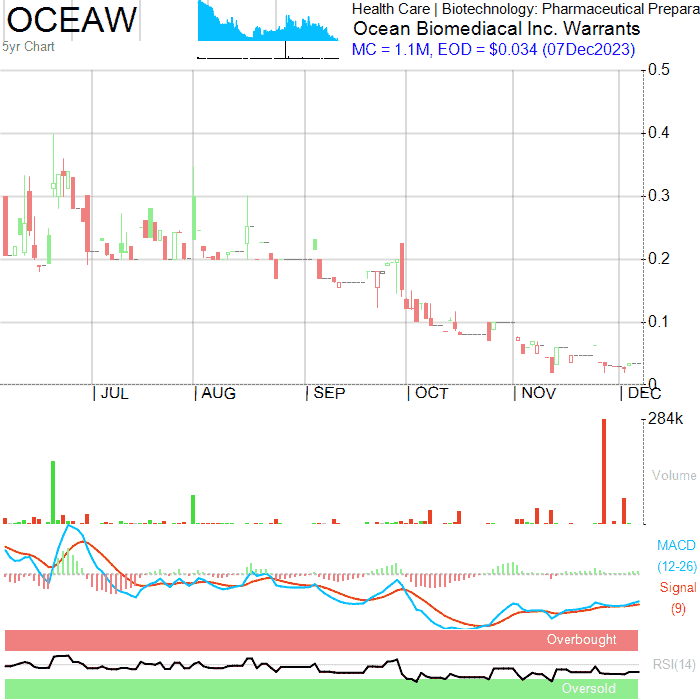 OCEAW
5yr Chart
Health Care | Biotechnology: Pharmaceutical Prepara
Ocean Biomediacal Inc. Warrants
MC = 1.1M, EOD = $0.034 (07Dec2023)
0.5
0.4
0.3
0.2
0.1
0
| JUL | AUG | SEP | OCT | NOV | DEC
284k
Volume
MACD
(12-26)
Signal
(9)
Overbought
RSI(14)
Oversold